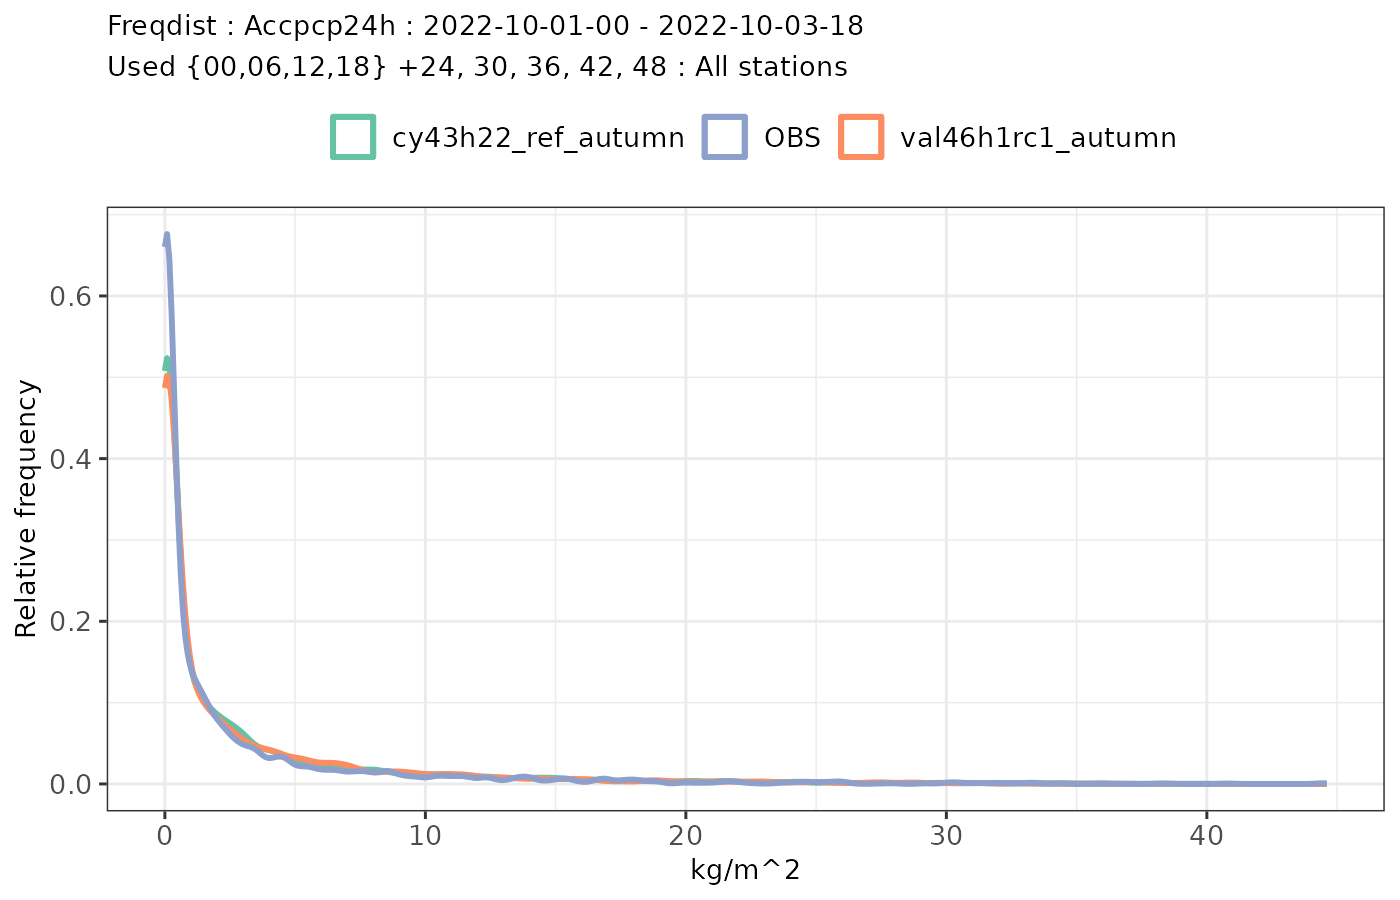 Freqdist : Accpcp24h : 2022-10-01-00 - 2022-10-03-18
Used {00,06,12,18} +24, 30, 36, 42, 48 : All stations
cy43h22_ref_autumn OBS val46h1rc1_autumn
0.6
0.4
0.2
0.0
Relative frequency
0 10 20 30 40
kg/m^2